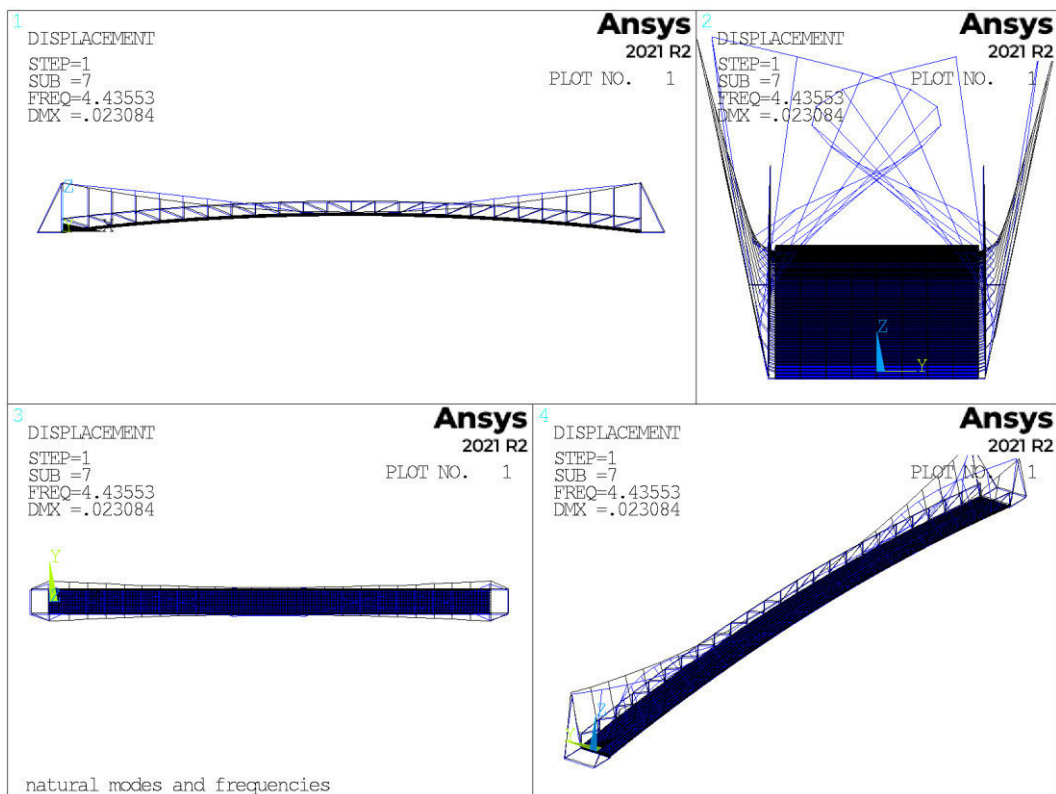 1
Ansys
2021 R2
DISPLACEMENT
STEP=1
SUB =7
FREQ=4.43553
DMX =.023084
PLOT NO. 1
Z
X
2
Ansys
2021 R2
DISPLACEMENT
STEP=1
SUB =7
FREQ=4.43553
DMX =.023084
PLOT NO. 1
Z
Y
3
Ansys
2021 R2
DISPLACEMENT
STEP=1
SUB =7
FREQ=4.43553
DMX =.023084
PLOT NO. 1
Y
natural modes and frequencies
4
Ansys
2021 R2
DISPLACEMENT
STEP=1
SUB =7
FREQ=4.43553
DMX =.023084
PLOT NO. 1
Z